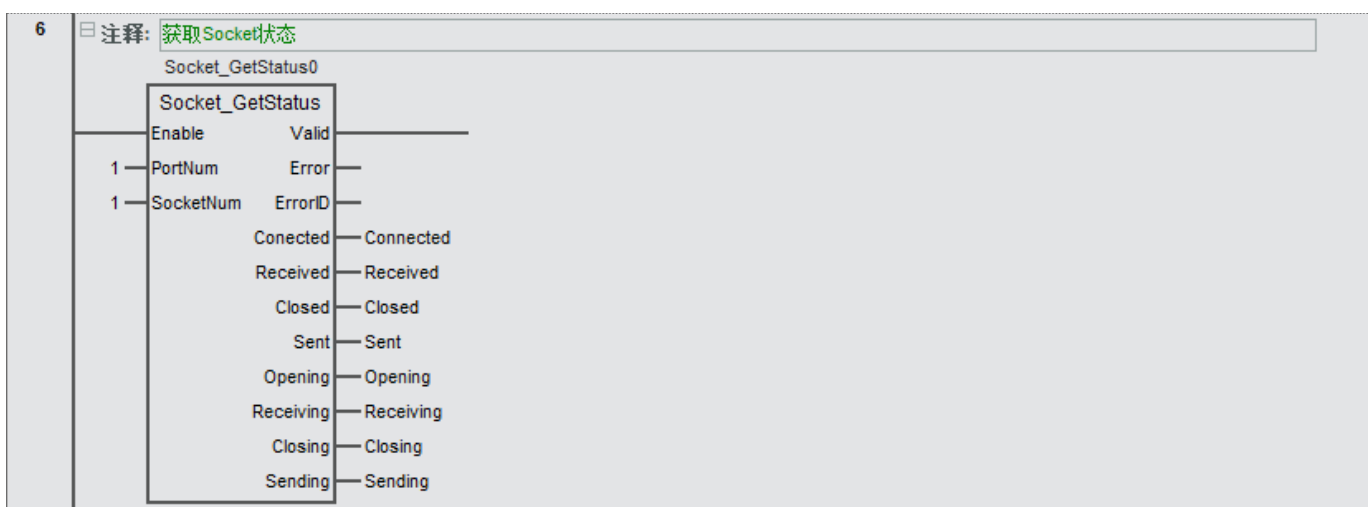 6 注释: 获取Socket状态
Socket_GetStatus0
Socket_GetStatus
Enable Valid
1 PortNum Error
1 SocketNum ErrorID
Conected Connected
Received Received
Closed Closed
Sent Sent
Opening Opening
Receiving Receiving
Closing Closing
Sending Sending